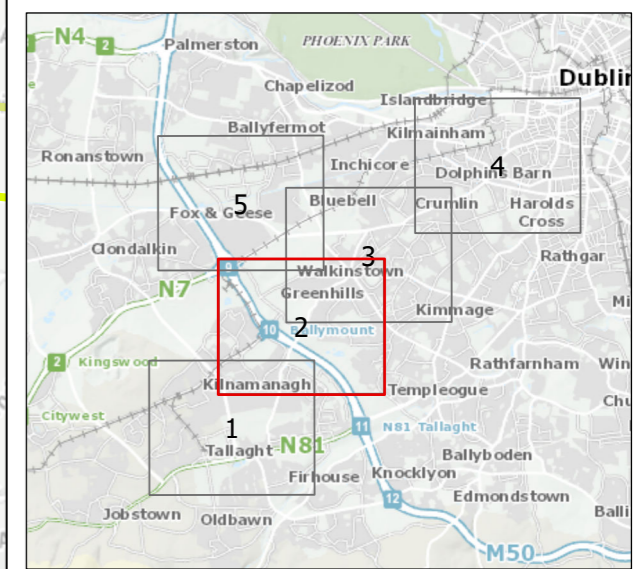 N4
2
Palmerston
PHOENIX PARK
Chapelizod
Islandbridge
Ballyfermot
Kilmainham
Ronanstown
Inchicore
4
Dolphins Barn
5
Bluebell
Crumlin
Harolds
Cross
Fox & Geese
Clondalkin
3
Rathgar
9
Walkinstown
N7
Greenhills
Kimmage
10
2
Ballymount
2
Kingswood
Rathfarnham
Kilnamanagh
Templeogue
Citywest
1
11
N81 Tallaght
Tallaght
N81
Ballyboden
Firhouse
Knocklyon
12
Edmondstown
Jobstown
Oldbawn
M50